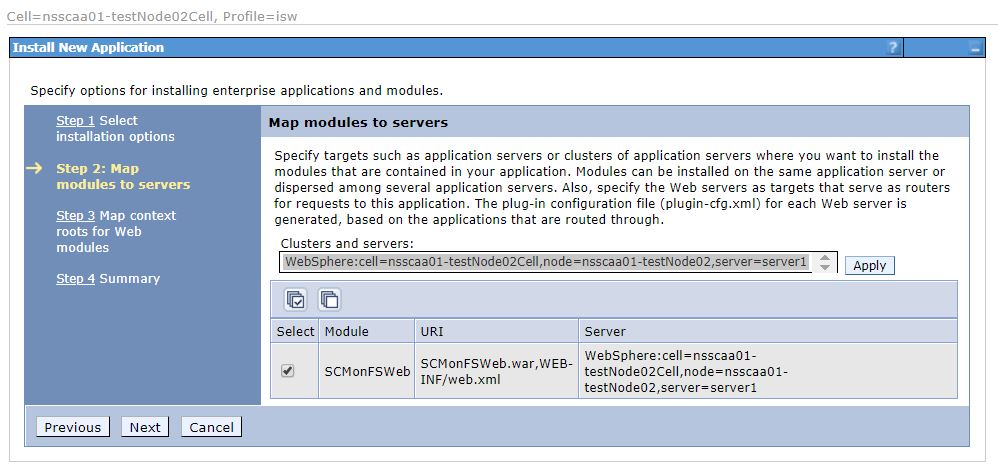 Cell=nsscaa01-testNode02Cell, Profile=isw
Install New Application
?
Specify options for installing enterprise applications and modules.
Step 1 Select
installation options
Step 2: Map
modules to servers
Step 3 Map context
roots for Web
modules
Step 4 Summary
Map modules to servers
Specify targets such as application servers or clusters of application servers where you want to install the
modules that are contained in your application. Modules can be installed on the same application server or
dispersed among several application servers. Also, specify the Web servers as targets that serve as routers
for requests to this application. The plug-in configuration file (plugin-cfg.xml) for each Web server is
generated, based on the applications that are routed through.
Clusters and servers:
WebSphere:cell=nsscaa01-testNode02Cell,node=nsscaa01-testNode02,server=server1
Apply
Select Module URI Server
SCMonFSWeb
SCMonFSWeb.war,WEB-
INF/web.xml
WebSphere:cell=nsscaa01-
testNode02Cell,node=nsscaa01-
testNode02,server=server1
Previous Next Cancel